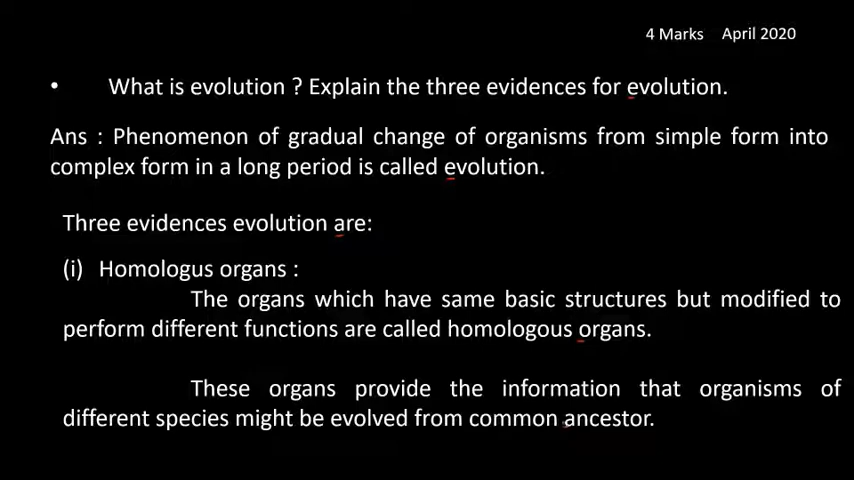 4 Marks April 2020
• What is evolution ? Explain the three evidences for evolution.
Ans : Phenomenon of gradual change of organisms from simple form into
complex form in a long period is called evolution.
Three evidences evolution are:
(i) Homologus organs :
The organs which have same basic structures but modified to
perform different functions are called homologous organs.
These organs provide the information that organisms of
different species might be evolved from common ancestor.